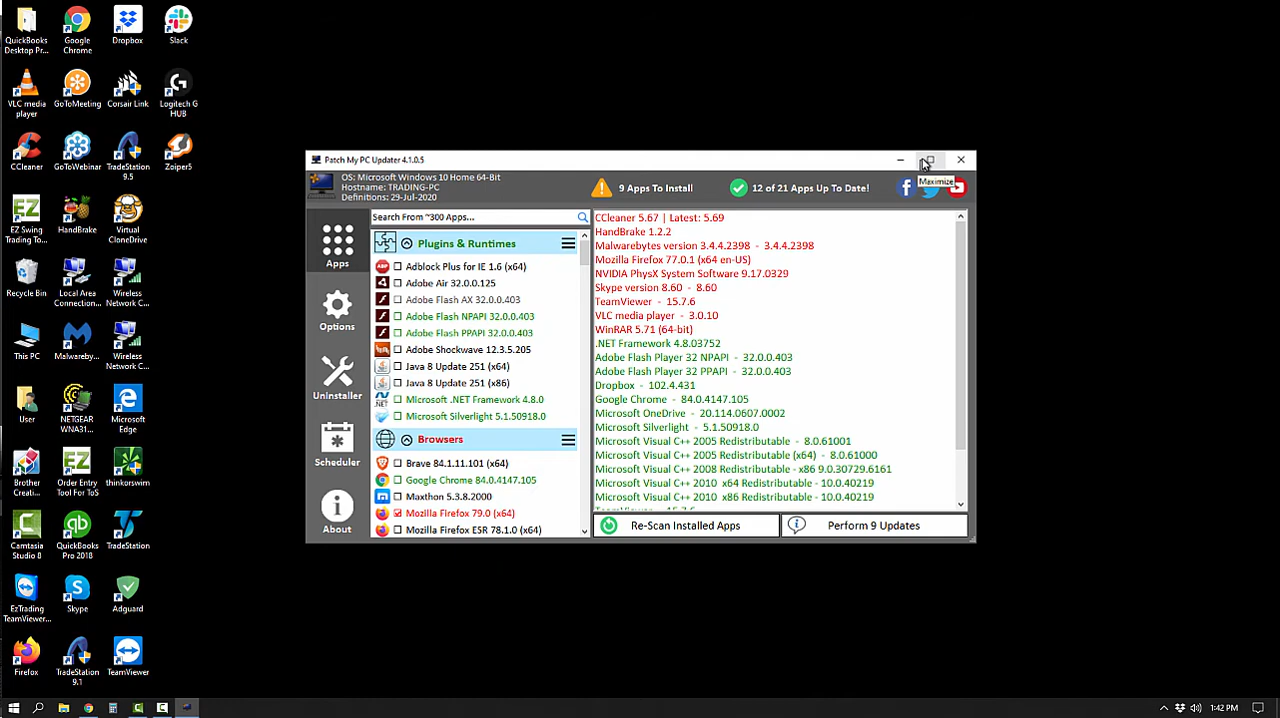 QuickBooks
Desktop Pr...
Google
Chrome
Dropbox
Slack
VLC media
player
GoToMeeting
Corsair Link
Logitech G
HUB
CCleaner
GoToWebinar
TradeStation
9.5
Zoiper5
EZ Swing
Trading To...
HandBrake
Virtual
CloneDrive
Recycle Bin
Local Area
Connection...
Wireless
Network C...
This PC
Malwareby...
Wireless
Network C...
User
NETGEAR
WNA31...
Microsoft
Edge
Brother
Creati...
Order Entry
Tool For ToS
thinkorswim
Camtasia
Studio 8
QuickBooks
Pro 2018
TradeStation
EzTrading
TeamViewer...
Skype
Adguard
Firefox
TradeStation
9.1
TeamViewer
Patch My PC Updater 4.1.0.5
Maximize
OS: Microsoft Windows 10 Home 64-Bit
Hostname: TRADING-PC
Definitions: 29-Jul-2020
9 Apps To Install
12 of 21 Apps Up To Date!
Apps
Options
Uninstaller
Scheduler
About
Search From ~300 Apps...
Plugins & Runtimes
Adblock Plus for IE 1.6 (x64)
Adobe Air 32.0.0.125
Adobe Flash AX 32.0.0.403
Adobe Flash NPAPI 32.0.0.403
Adobe Flash PPAPI 32.0.0.403
Adobe Shockwave 12.3.5.205
Java 8 Update 251 (x64)
Java 8 Update 251 (x86)
Microsoft .NET Framework 4.8.0
Microsoft Silverlight 5.1.50918.0
Browsers
Brave 84.1.11.101 (x64)
Google Chrome 84.0.4147.105
Maxthon 5.3.8.2000
Mozilla Firefox 79.0 (x64)
Mozilla Firefox ESR 78.1.0 (x64)
CCleaner 5.67 | Latest: 5.69
HandBrake 1.2.2
Malwarebytes version 3.4.4.2398 - 3.4.4.2398
Mozilla Firefox 77.0.1 (x64 en-US)
NVIDIA PhysX System Software 9.17.0329
Skype version 8.60 - 8.60
TeamViewer - 15.7.6
VLC media player - 3.0.10
WinRAR 5.71 (64-bit)
.NET Framework 4.8.03752
Adobe Flash Player 32 NPAPI - 32.0.0.403
Adobe Flash Player 32 PPAPI - 32.0.0.403
Dropbox - 102.4.431
Google Chrome - 84.0.4147.105
Microsoft OneDrive - 20.114.0607.0002
Microsoft Silverlight - 5.1.50918.0
Microsoft Visual C++ 2005 Redistributable - 8.0.61001
Microsoft Visual C++ 2005 Redistributable (x64) - 8.0.61000
Microsoft Visual C++ 2008 Redistributable - x86 9.0.30729.6161
Microsoft Visual C++ 2010 x64 Redistributable - 10.0.40219
Microsoft Visual C++ 2010 x86 Redistributable - 10.0.40219
Re-Scan Installed Apps
Perform 9 Updates
1:42 PM